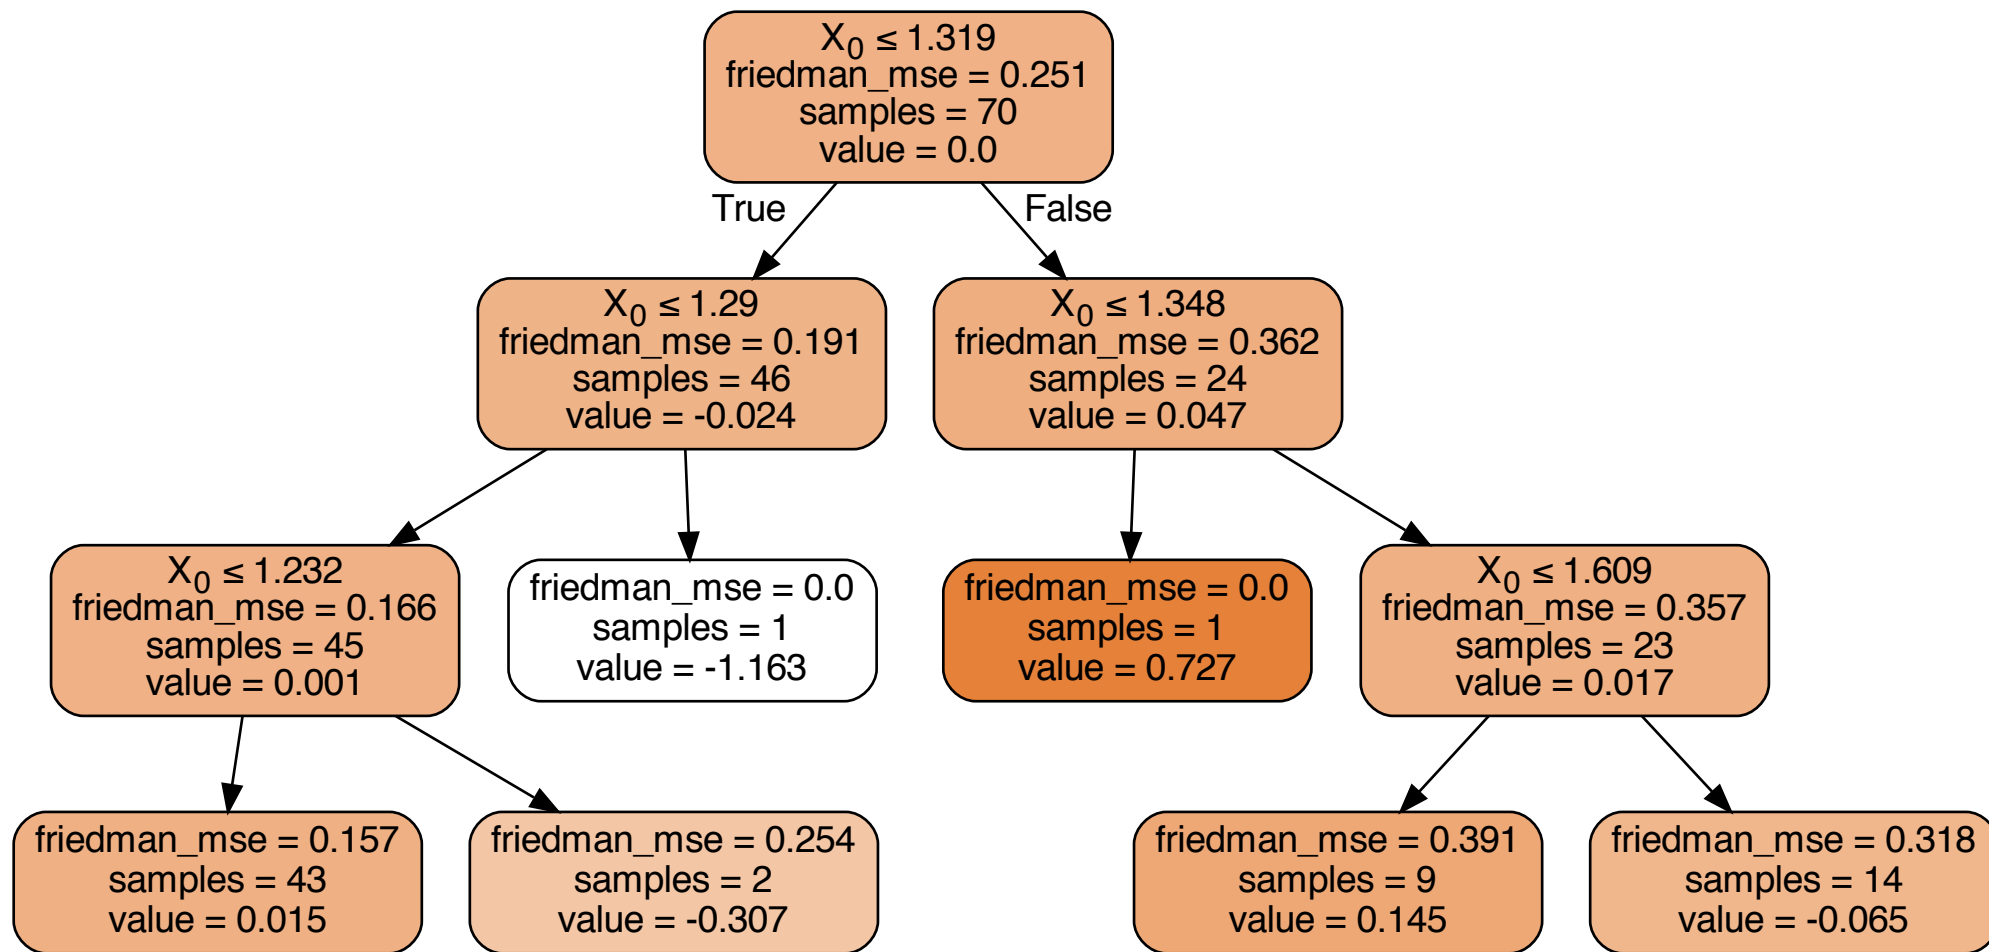 X₀ ≤ 1.319
friedman_mse = 0.251
samples = 70
value = 0.0
True
False
X₀ ≤ 1.29
friedman_mse = 0.191
samples = 46
value = -0.024
X₀ ≤ 1.348
friedman_mse = 0.362
samples = 24
value = 0.047
X₀ ≤ 1.232
friedman_mse = 0.166
samples = 45
value = 0.001
friedman_mse = 0.0
samples = 1
value = -1.163
friedman_mse = 0.0
samples = 1
value = 0.727
X₀ ≤ 1.609
friedman_mse = 0.357
samples = 23
value = 0.017
friedman_mse = 0.157
samples = 43
value = 0.015
friedman_mse = 0.254
samples = 2
value = -0.307
friedman_mse = 0.391
samples = 9
value = 0.145
friedman_mse = 0.318
samples = 14
value = -0.065